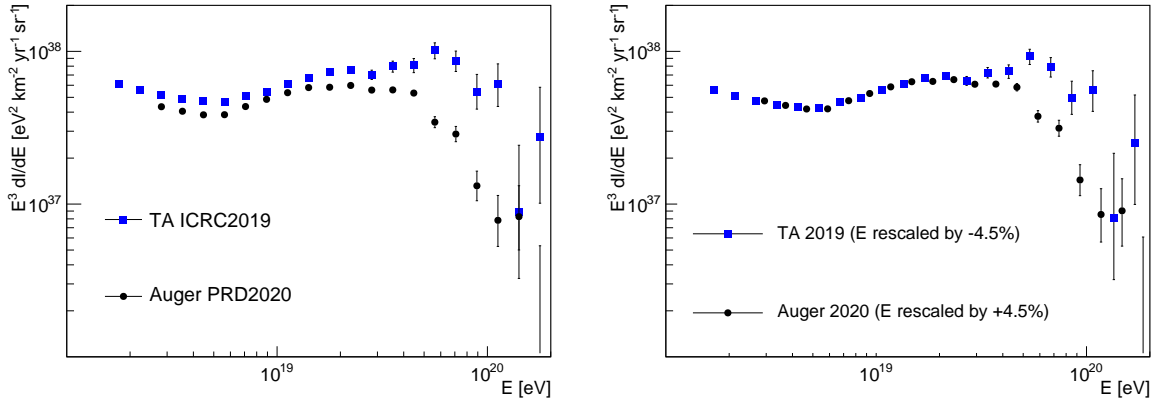 E³ dI/dE [eV² km⁻² yr⁻¹ sr⁻¹]
10³⁸
10³⁷
TA ICRC2019
Auger PRD2020
10¹⁹
10²⁰
E [eV]
E³ dI/dE [eV² km⁻² yr⁻¹ sr⁻¹]
10³⁸
10³⁷
TA 2019 (E rescaled by -4.5%)
Auger 2020 (E rescaled by +4.5%)
10¹⁹
10²⁰
E [eV]